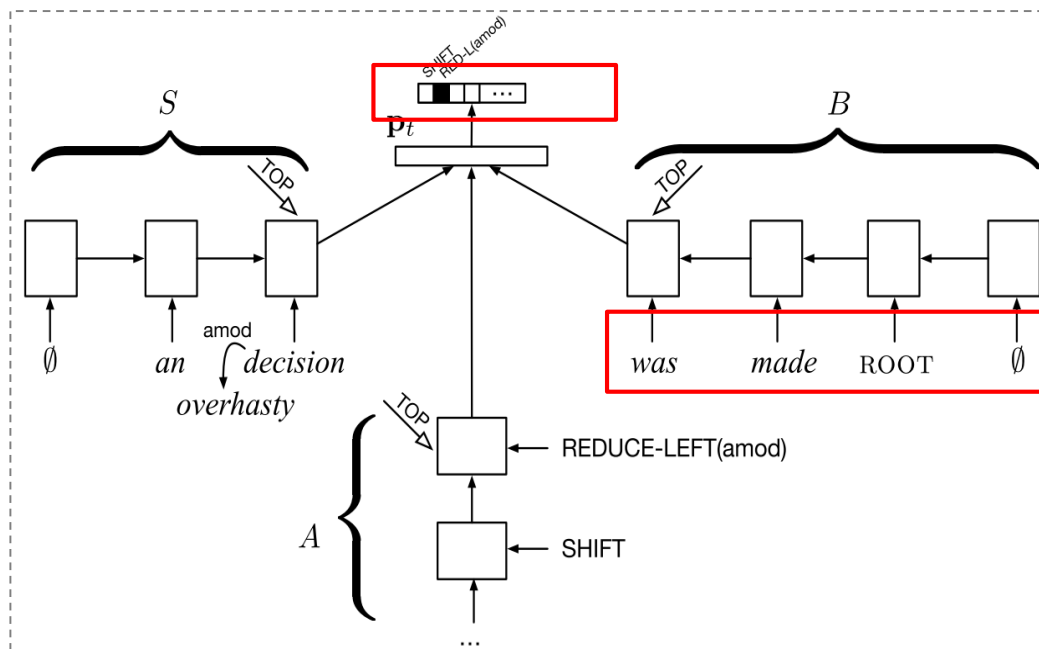 SHIFT
RED-L(amod)
...
p_t
S
B
TOP
TOP
∅
an
amod
decision
overhasty
was
made
ROOT
∅
TOP
REDUCE-LEFT(amod)
A
SHIFT
...